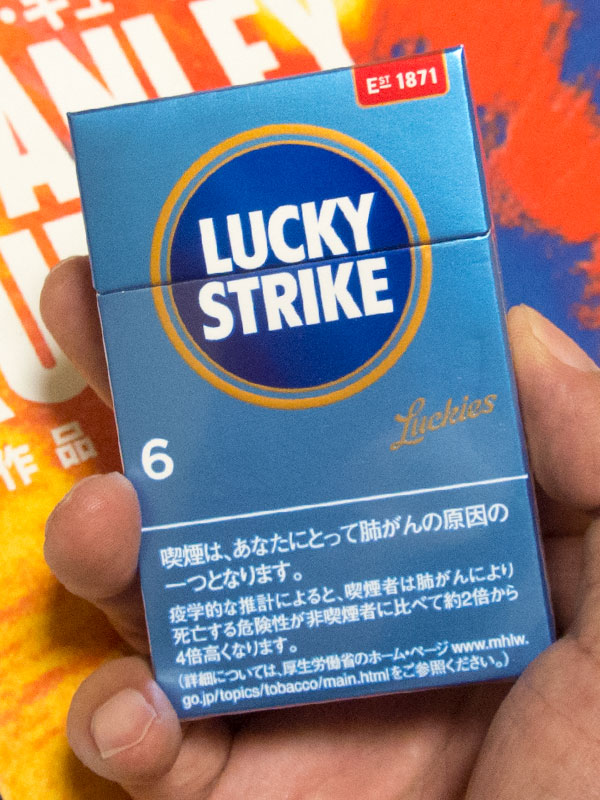 ・キュ
ANLEY
作品
EST 1871
LUCKY
STRIKE
Luckies
6
喫煙は、あなたにとって肺がんの原因の
一つとなります。
疫学的な推計によると、喫煙者は肺がんにより
死亡する危険性が非喫煙者に比べて約2倍から
4倍高くなります。
(詳細については、厚生労働省のホーム・ページ www.mhlw.
go.jp/topics/tobacco/main.htmlをご参照ください。)